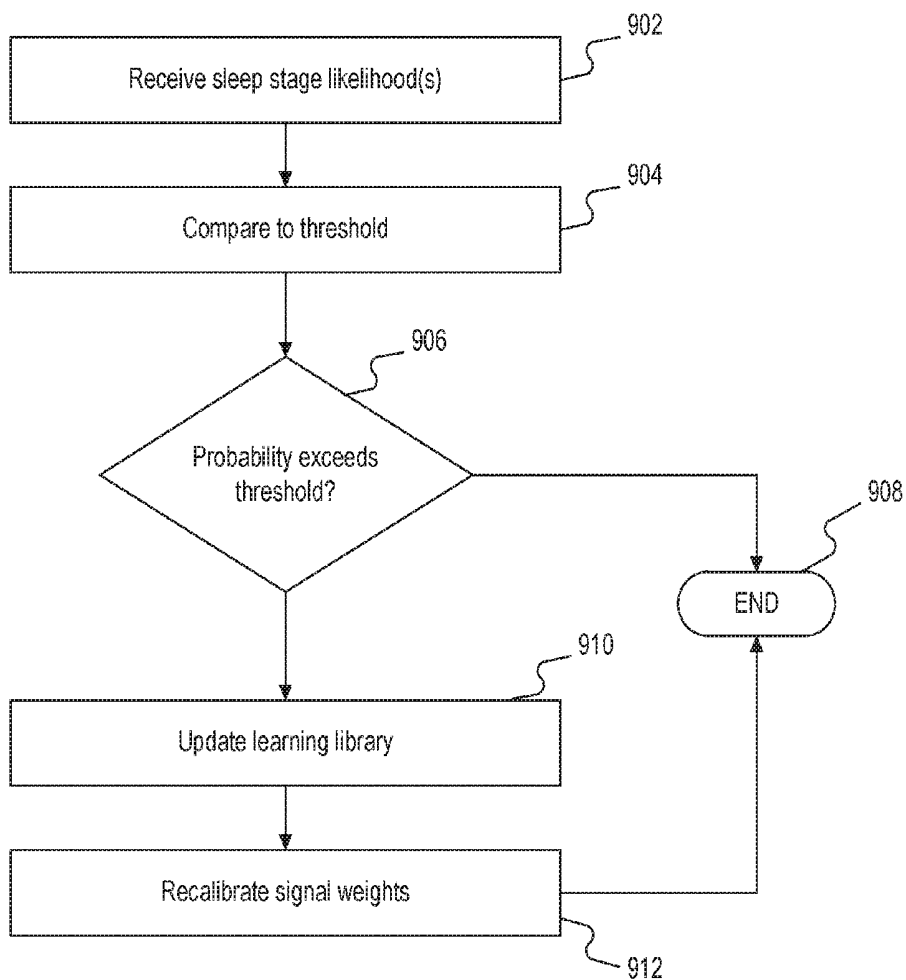 902
Receive sleep stage likelihood(s)
904
Compare to threshold
906
Probability exceeds
threshold?
908
END
910
Update learning library
Recalibrate signal weights
912